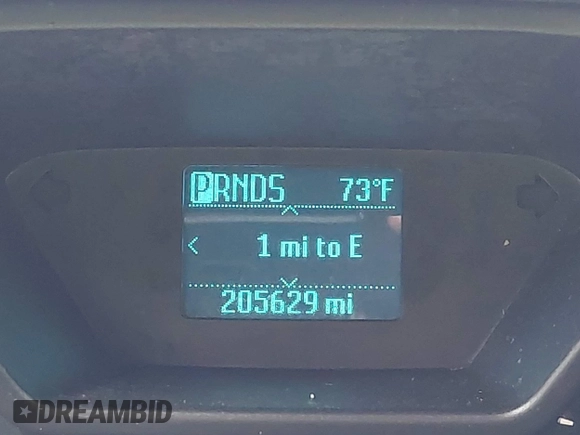 PRNDS 73°F
< 1 mi to E
205629 mi
DREAMBID